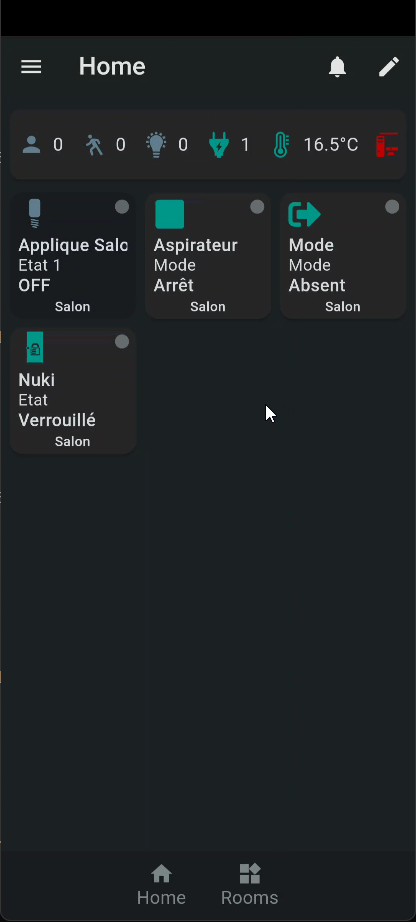 Home
0 0 0 1 16.5°C
Applique Salo
Etat 1
OFF
Salon
Aspirateur
Mode
Arrêt
Salon
Mode
Mode
Absent
Salon
Nuki
Etat
Verrouillé
Salon
Home
Rooms